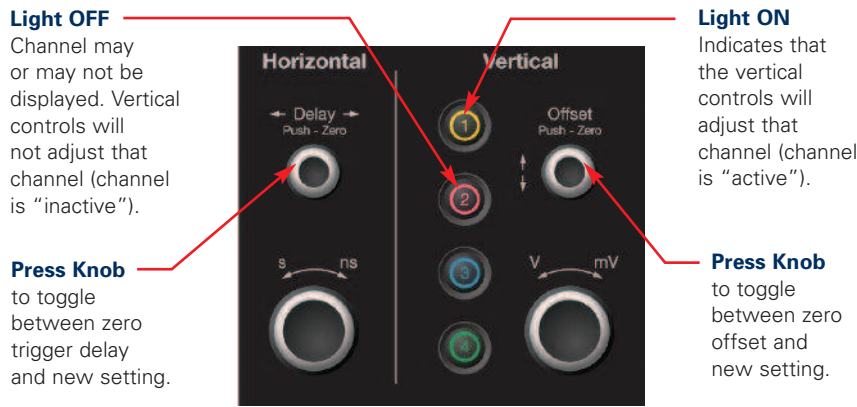 Light OFF
Channel may
or may not be
displayed. Vertical
controls will
not adjust that
channel (channel
is “inactive”).
Press Knob
to toggle
between zero
trigger delay
and new setting.
Horizontal
← Delay →
Push - Zero
s
ns
Vertical
1
2
3
4
Offset
Push - Zero
V
mV
Light ON
Indicates that
the vertical
controls will
adjust that
channel (channel
is “active”).
Press Knob
to toggle
between zero
offset and
new setting.